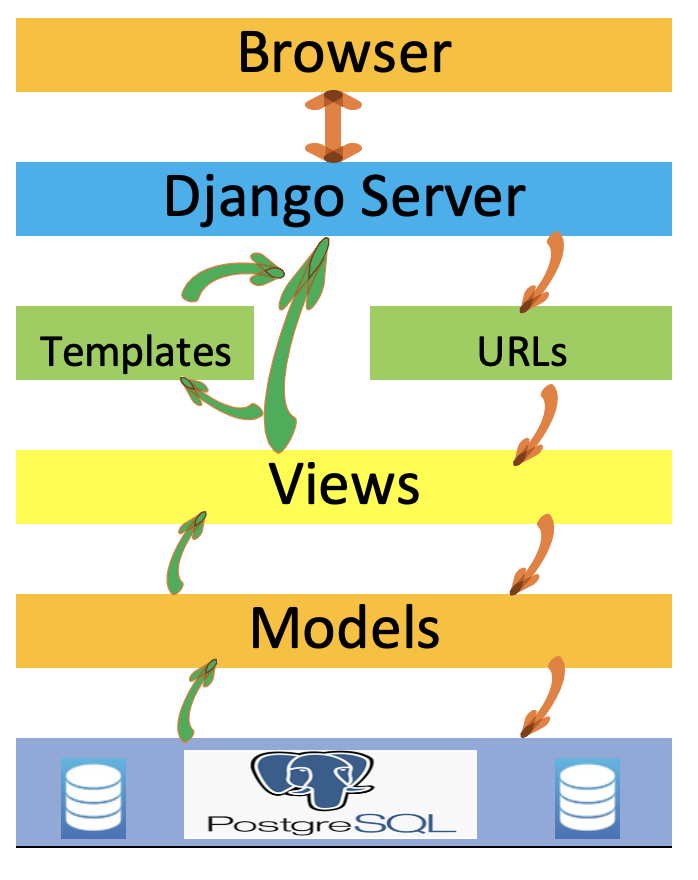 Browser
Django Server
Templates
URLs
Views
Models
PostgreSQL